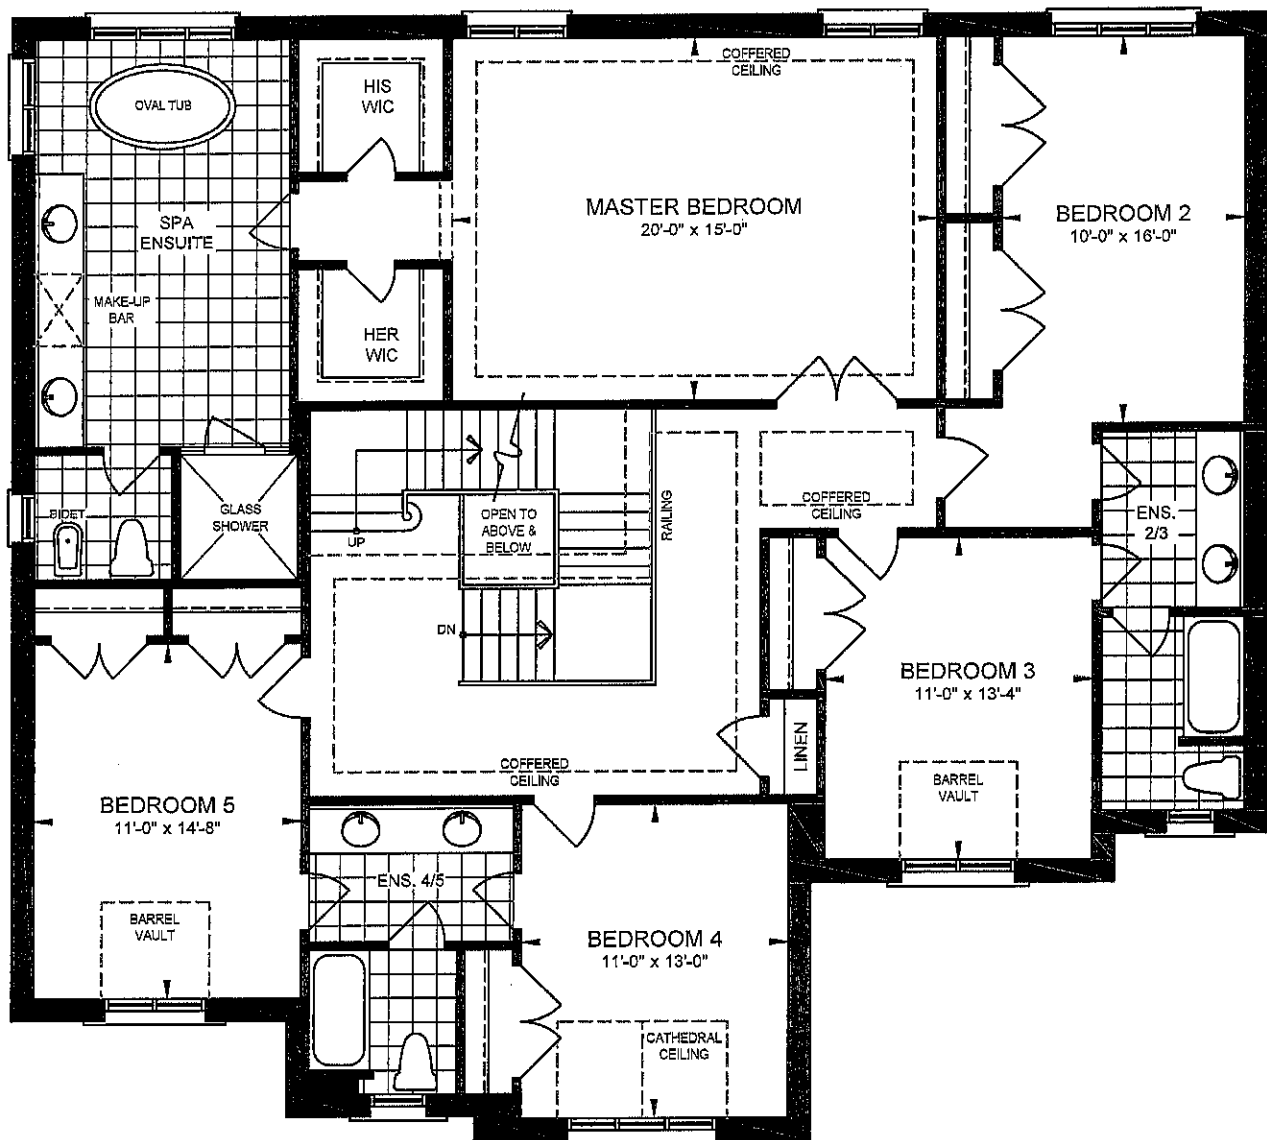 COFFERED
CEILING
HIS
WIC
OVAL TUB
MASTER BEDROOM
20'-0" x 15'-0"
BEDROOM 2
10'-0" x 16'-0"
SPA
ENSUITE
MAKE-UP
BAR
HER
WIC
BIDET
GLASS
SHOWER
UP
OPEN TO
ABOVE &
BELOW
RAILING
COFFERED
CEILING
ENS.
2/3
DN
BEDROOM 3
11'-0" x 13'-4"
LINEN
COFFERED
CEILING
BARREL
VAULT
BEDROOM 5
11'-0" x 14'-8"
ENS. 4/5
BARREL
VAULT
BEDROOM 4
11'-0" x 13'-0"
CATHEDRAL
CEILING